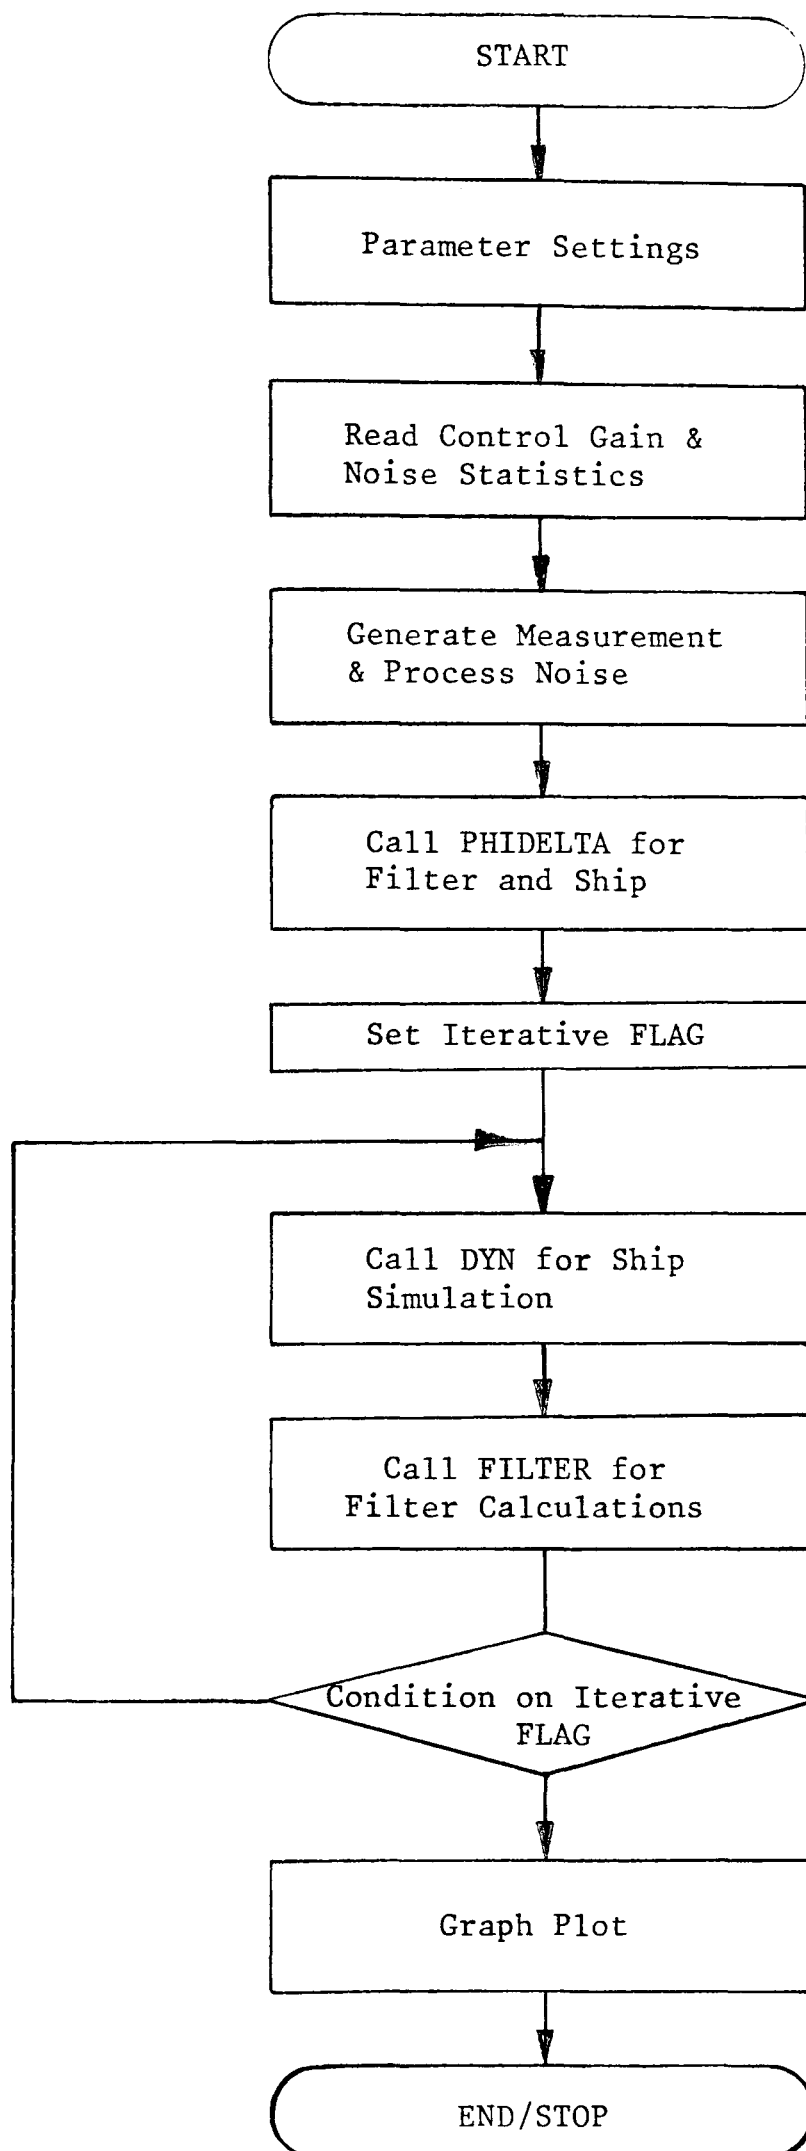 START
Parameter Settings
Read Control Gain &
Noise Statistics
Generate Measurement
& Process Noise
Call PHIDELTA for
Filter and Ship
Set Iterative FLAG
Call DYN for Ship
Simulation
Call FILTER for
Filter Calculations
Condition on Iterative
FLAG
Graph Plot
END/STOP